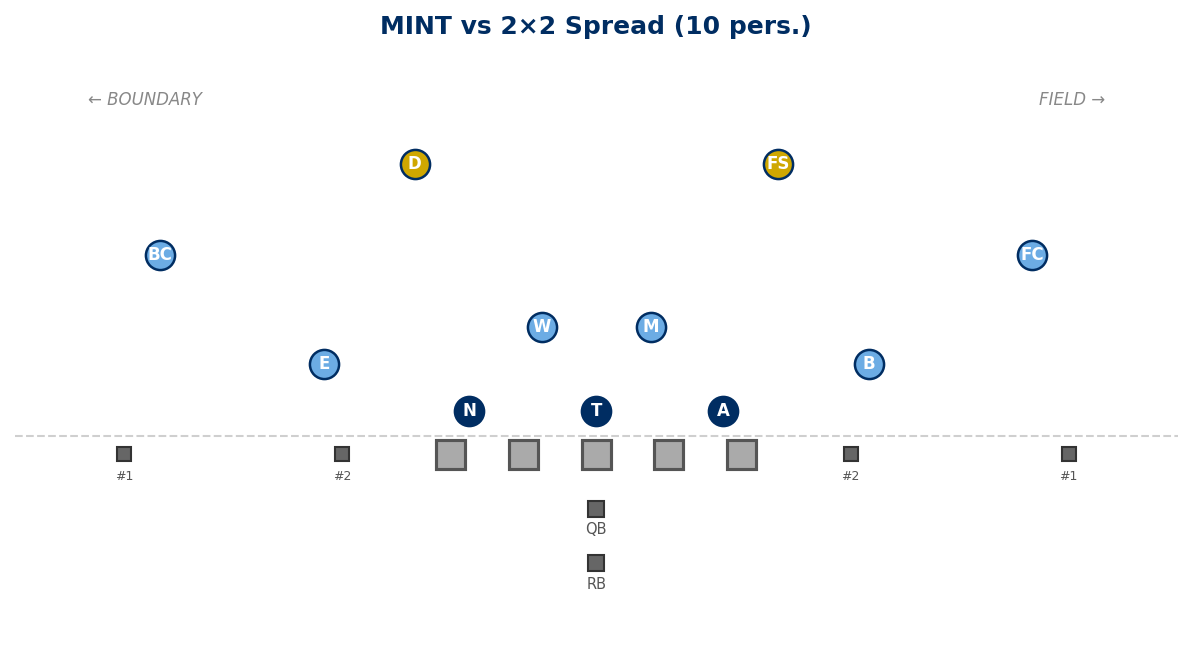 MINT vs 2×2 Spread (10 pers.)
← BOUNDARY
FIELD →
D
FS
BC
FC
W
M
E
B
N
T
A
#1
#2
#2
#1
QB
RB